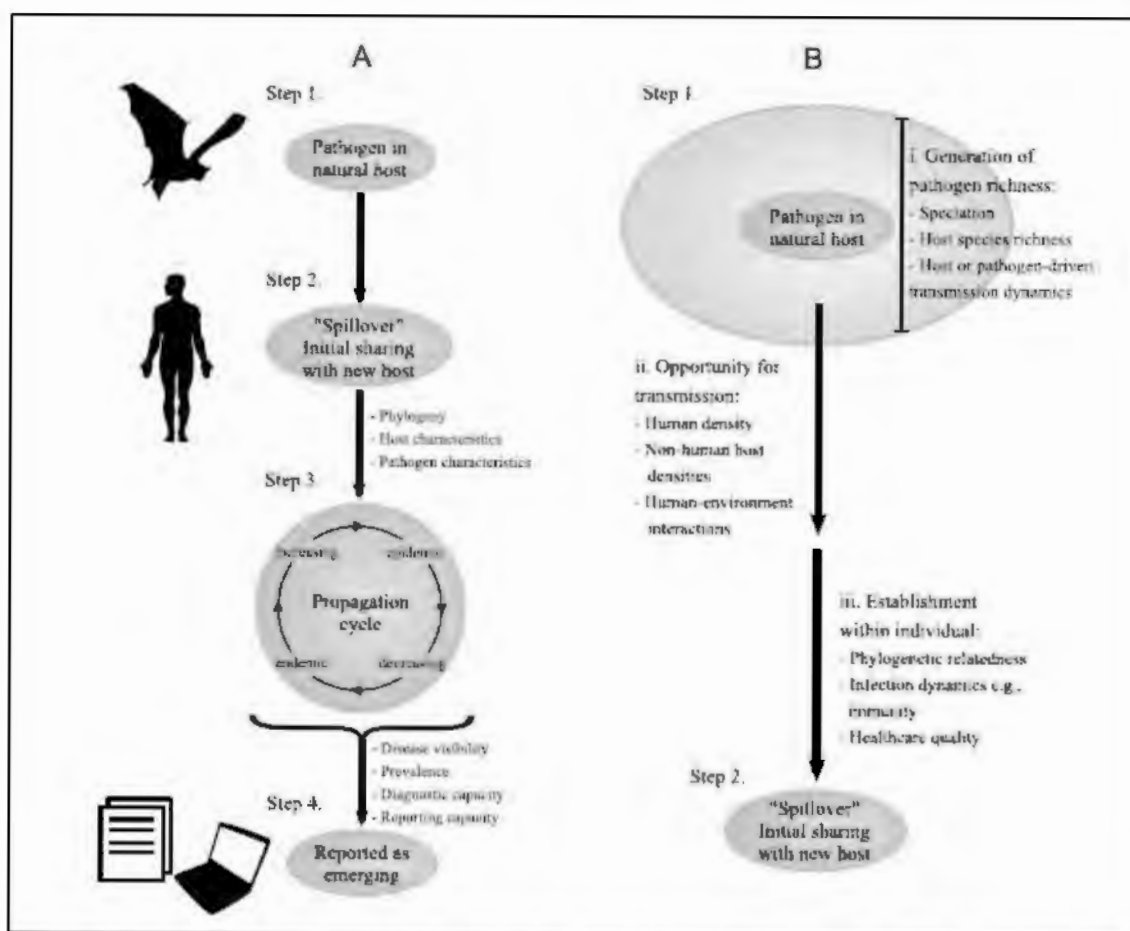 A
Step 1.
Pathogen in
natural host
Step 2.
"Spillover"
Initial sharing
with new host
- Phylogeny
- Host characteristics
- Pathogen characteristics
Step 3.
increasing
epidemic
Propagation
cycle
endemic
decreasing
- Disease visibility
- Prevalence
- Diagnostic capacity
- Reporting capacity
Step 4.
Reported as
emerging
B
Step 1.
Pathogen in
natural host
i. Generation of
pathogen richness:
- Speciation
- Host species richness
- Host or pathogen-driven
transmission dynamics
ii. Opportunity for
transmission:
- Human density
- Non-human host
densities
- Human-environment
interactions
iii. Establishment
within individual:
- Phylogenetic relatedness
- Infection dynamics e.g.,
immunity
- Healthcare quality
Step 2.
"Spillover"
Initial sharing
with new host